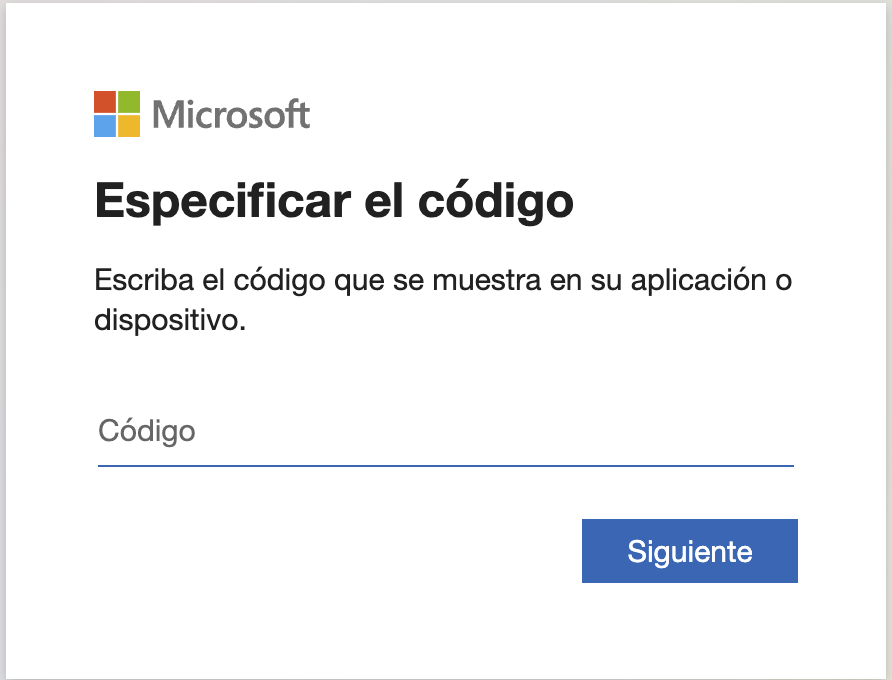 Microsoft
Especificar el código
Escriba el código que se muestra en su aplicación o
dispositivo.
Código
Siguiente